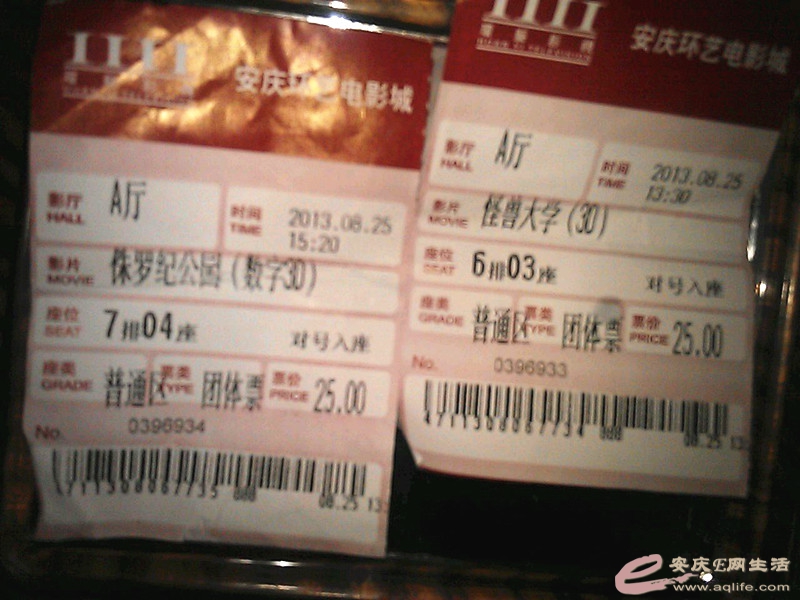 安庆环艺电影城
影厅
HALL
A厅
时间
TIME
2013.08.25
15:20
影片
MOVIE
侏罗纪公园(数字3D)
座位
SEAT
7排04座
对号入座
座类
GRADE
普通区
票类
TYPE
团体票
票价
PRICE
25.00
No.
0396934
4711308067735
08.25 13:
安庆环艺电影城
影厅
HALL
A厅
时间
TIME
2013.08.25
13:30
影片
MOVIE
怪兽大学(3D)
座位
SEAT
6排03座
对号入座
座类
GRADE
普通区
票类
TYPE
团体票
票价
PRICE
25.00
No.
0396933
4711308067734
08.25 13:
安庆E网生活
www.aqlife.com